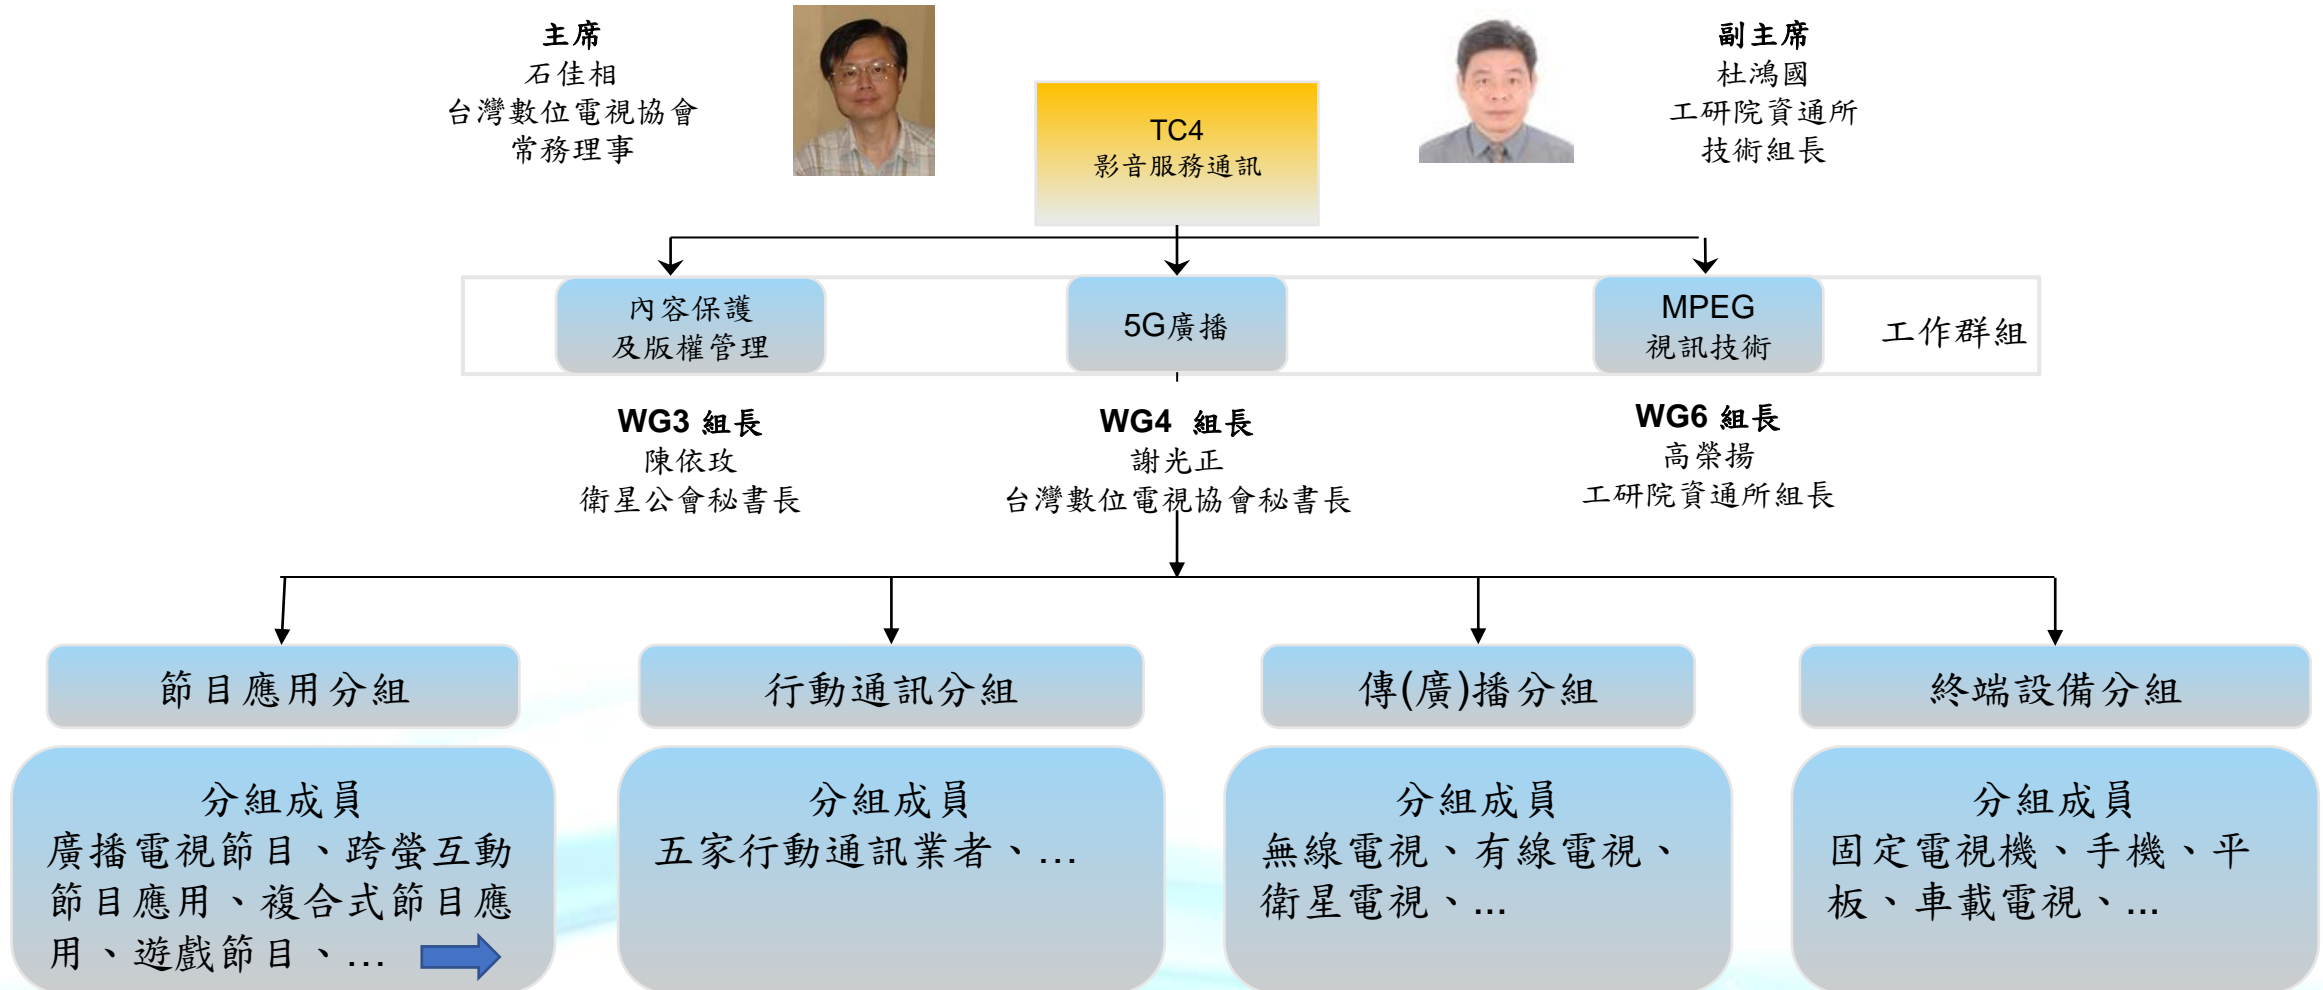 主席
石佳相
台灣數位電視協會
常務理事
TC4
影音服務通訊
副主席
杜鴻國
工研院資通所
技術組長
內容保護
及版權管理
5G廣播
MPEG
視訊技術
工作群組
WG3 組長
陳依玫
衛星公會秘書長
WG4 組長
謝光正
台灣數位電視協會秘書長
WG6 組長
高榮揚
工研院資通所組長
節目應用分組
行動通訊分組
傳(廣)播分組
終端設備分組
分組成員
廣播電視節目、跨螢互動
節目應用、複合式節目應
用、遊戲節目、...
分組成員
五家行動通訊業者、...
分組成員
無線電視、有線電視、
衛星電視、...
分組成員
固定電視機、手機、平
板、車載電視、...